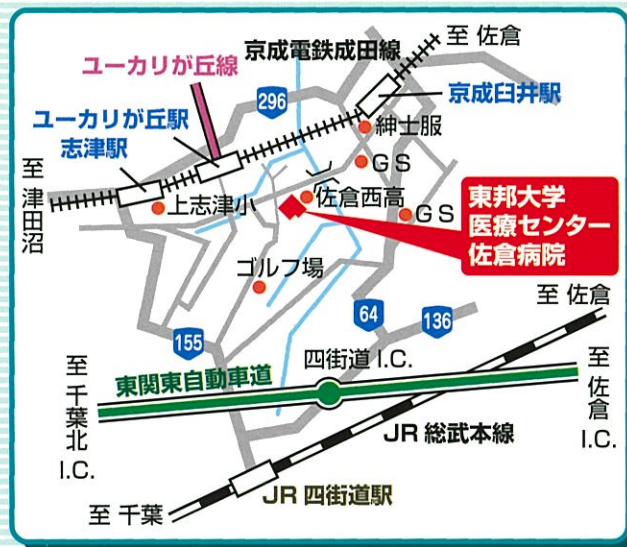 京成電鉄成田線
至 佐倉
ユーカリが丘線
296
京成臼井駅
ユーカリが丘駅
志津駅
紳士服
GS
至津田沼
上志津小
佐倉西高
GS
東邦大学
医療センター
佐倉病院
ゴルフ場
至 佐倉
64
136
155
四街道 I.C.
至千葉北I.C.
東関東自動車道
至佐倉I.C.
JR 総武本線
JR 四街道駅
至 千葉